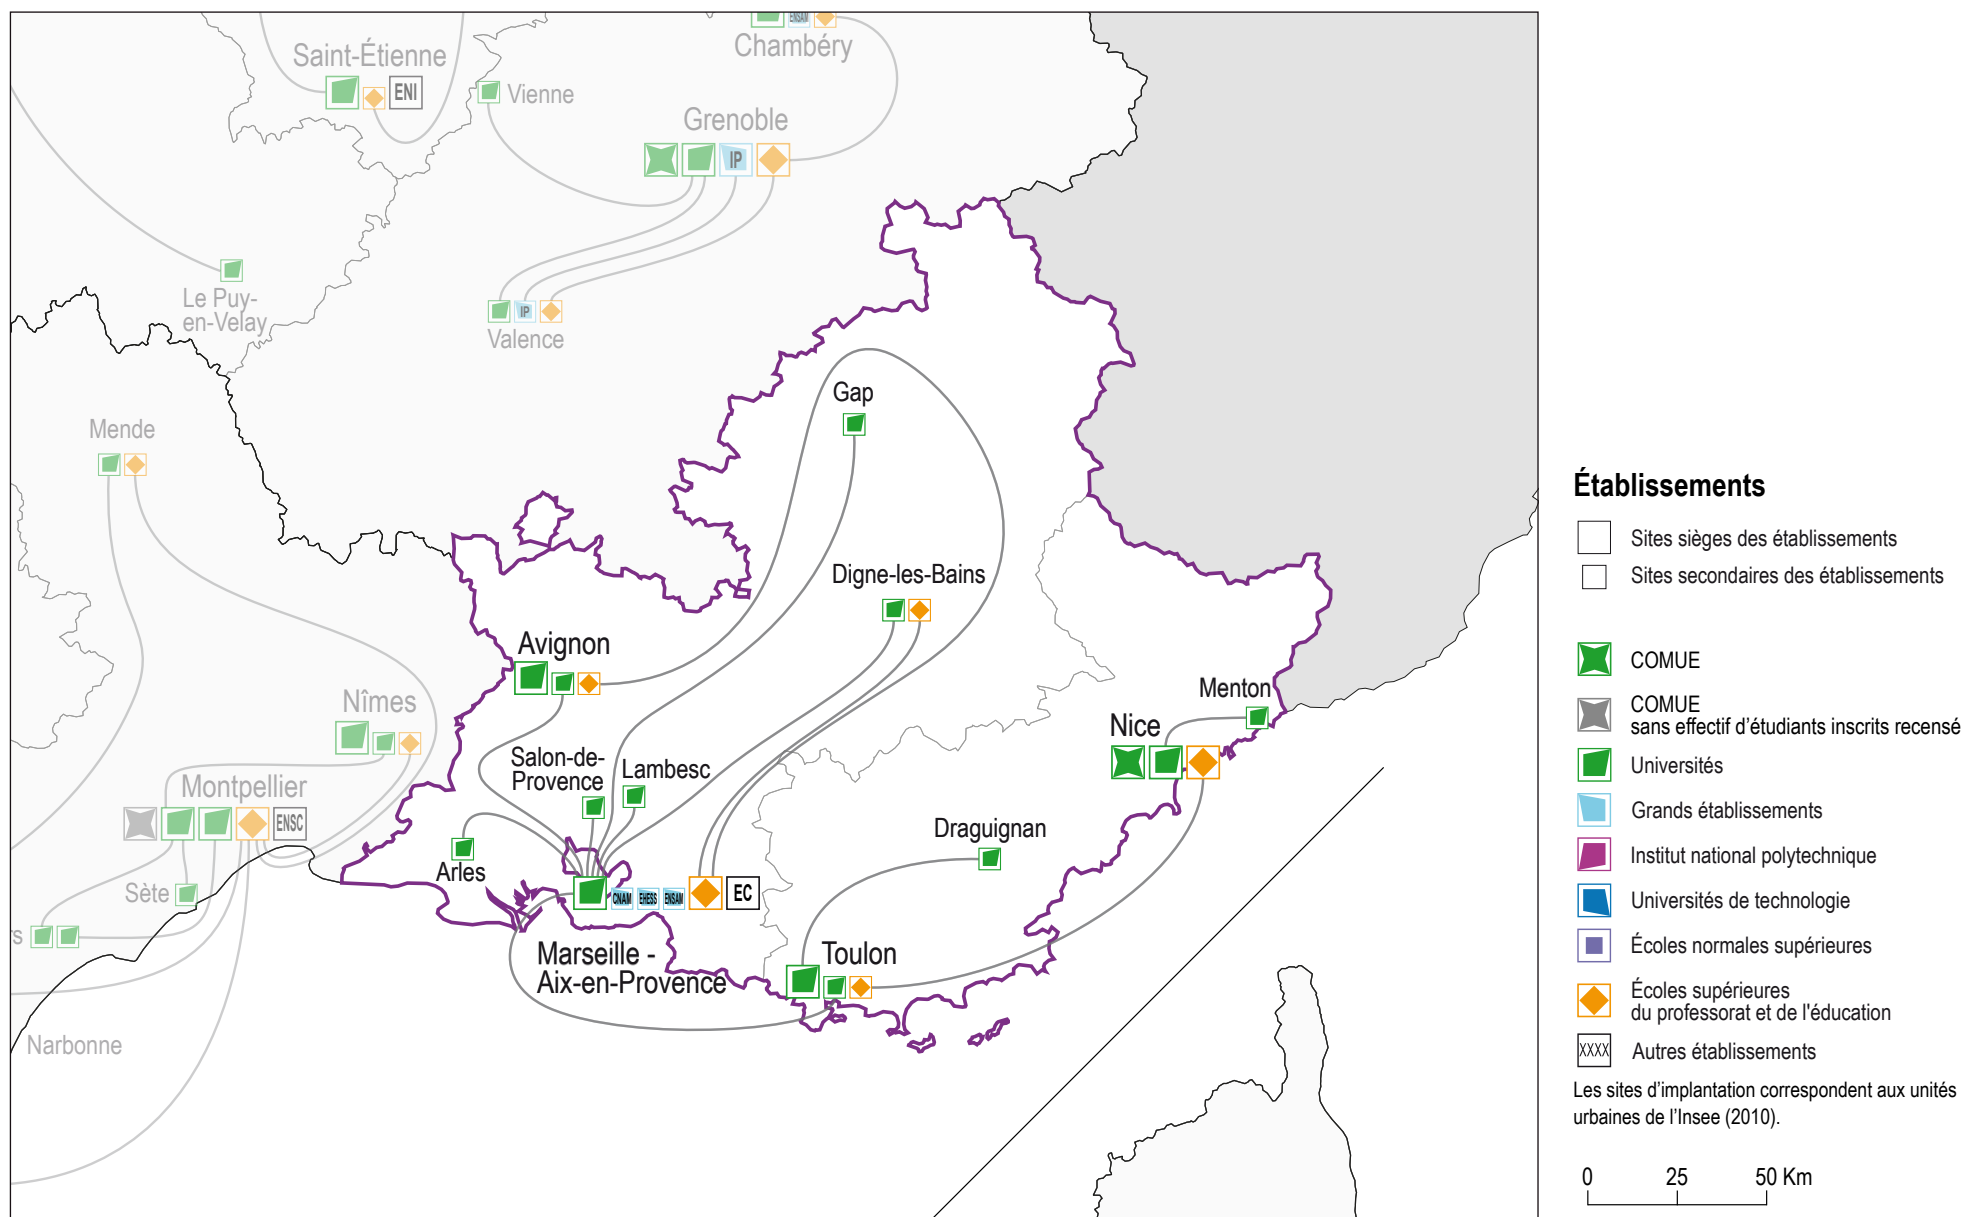 ENSAM
Chambéry
Saint-Étienne
ENI
Vienne
Grenoble
IP
Le Puy-
en-Velay
IP
Valence
Gap
Mende
Digne-les-Bains
Avignon
Menton
Nîmes
Nice
Salon-de-
Provence
Lambesc
Montpellier
ENSC
Draguignan
Arles
Sète
CNAM
EHESS
ENSAM
EC
rs
Marseille -
Aix-en-Provence
Toulon
Narbonne
Établissements
Sites sièges des établissements
Sites secondaires des établissements
COMUE
COMUE
sans effectif d'étudiants inscrits recensé
Universités
Grands établissements
Institut national polytechnique
Universités de technologie
Écoles normales supérieures
Écoles supérieures
du professorat et de l'éducation
XXXX
Autres établissements
Les sites d'implantation correspondent aux unités
urbaines de l'Insee (2010).
0 25 50 Km